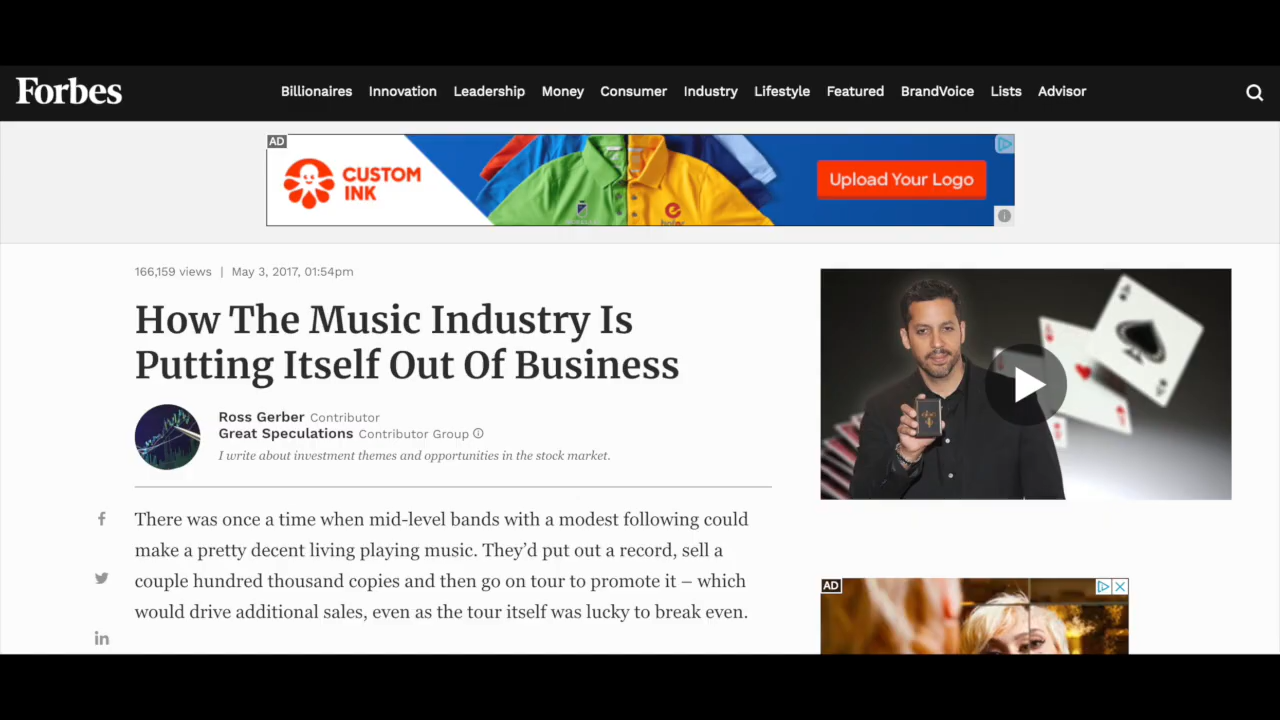 Forbes
Billionaires Innovation Leadership Money Consumer Industry Lifestyle Featured BrandVoice Lists Advisor
AD
CUSTOM
INK
Upload Your Logo
166,159 views | May 3, 2017, 01:54pm
How The Music Industry Is
Putting Itself Out Of Business
Ross Gerber Contributor
Great Speculations Contributor Group
I write about investment themes and opportunities in the stock market.
There was once a time when mid-level bands with a modest following could
make a pretty decent living playing music. They’d put out a record, sell a
couple hundred thousand copies and then go on tour to promote it – which
would drive additional sales, even as the tour itself was lucky to break even.
f
in
A
AD